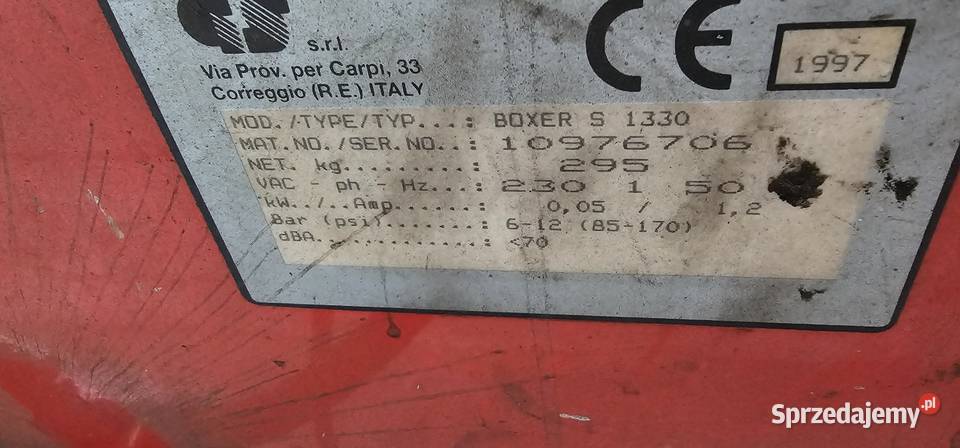 s.r.l.
Via Prov. per Carpi, 33
Correggio (R.E.) ITALY
CE
1997
MOD./TYPE/TYP...: BOXER S 1330
MAT.NO./SER.NO..: 10976706
NET. kg.........: 295
VAC - ph - Hz...: 230 1 50
kW../..Amp......: 0,05 / 1,2
Bar (psi).......: 6-12 (85-170)
dBA.............: <70
Sprzedajemy.pl